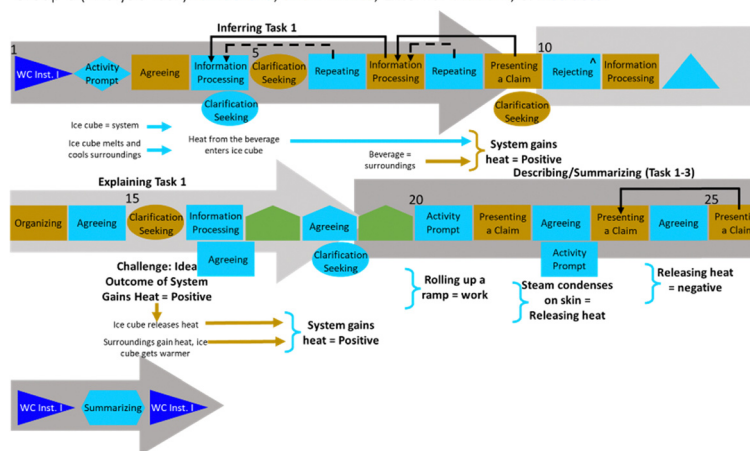 Inferring Task 1
1
5
10
WC Inst. I
Activity
Prompt
Agreeing
Information
Processing
Clarification
Seeking
Clarification
Seeking
Repeating
Information
Processing
Repeating
Presenting
a Claim
Clarification
Seeking
Rejecting
^
Information
Processing
Ice cube = system
Ice cube melts and
cools surroundings
Heat from the beverage
enters ice cube
Beverage =
surroundings
System gains
heat = Positive
Explaining Task 1
Describing/Summarizing (Task 1-3)
15
20
25
Organizing
Agreeing
Clarification
Seeking
Information
Processing
Agreeing
Agreeing
Clarification
Seeking
Activity
Prompt
Presenting
a Claim
Agreeing
Activity
Prompt
Presenting
a Claim
Agreeing
Presenti
a Clain
Challenge: Idea
Outcome of System
Gains Heat = Positive
Ice cube releases heat
Surroundings gain heat, ice
cube gets warmer
System gains
heat = Positive
Rolling up a
ramp = work
Steam condenses
on skin =
Releasing heat
Releasing heat
= negative
WC Inst. I
Summarizing
WC Inst. I